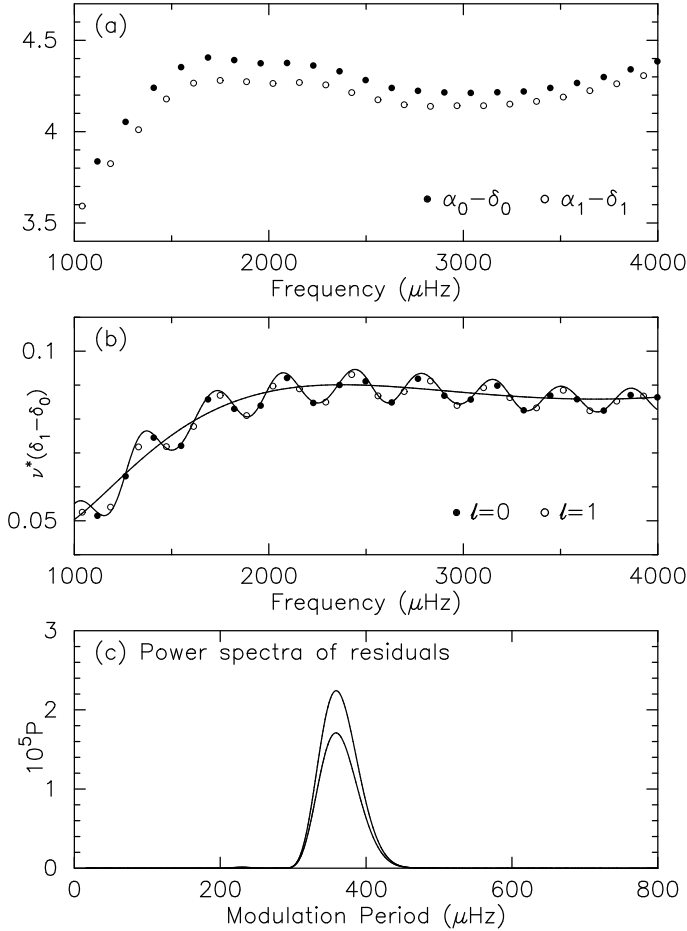 (a)
4.5
4
3.5
● α₀−δ₀ ○ α₁−δ₁
1000 2000 3000 4000
Frequency (μHz)
(b)
0.1
0.05
ν*(δ₁−δ₀)
● ℓ=0 ○ ℓ=1
1000 2000 3000 4000
Frequency (μHz)
(c) Power spectra of residuals
3
2
1
0
10⁵P
0 200 400 600 800
Modulation Period (μHz)